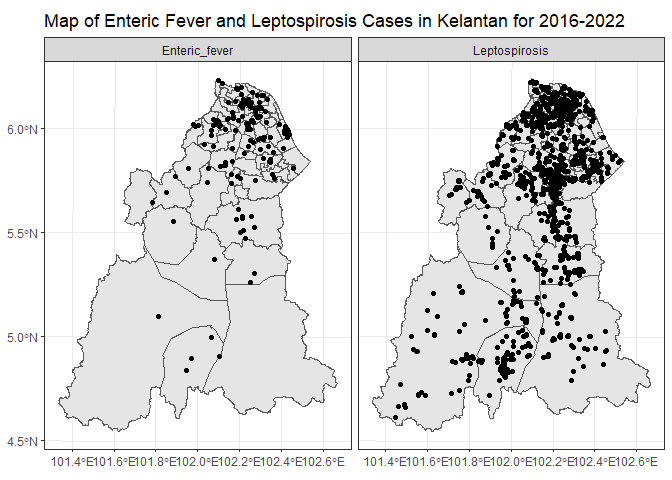 Map of Enteric Fever and Leptospirosis Cases in Kelantan for 2016-2022
Enteric_fever
Leptospirosis
6.0°N
5.5°N
5.0°N
4.5°N
101.4°E101.6°E101.8°E102.0°E102.2°E102.4°E102.6°E
101.4°E101.6°E101.8°E102.0°E102.2°E102.4°E102.6°E